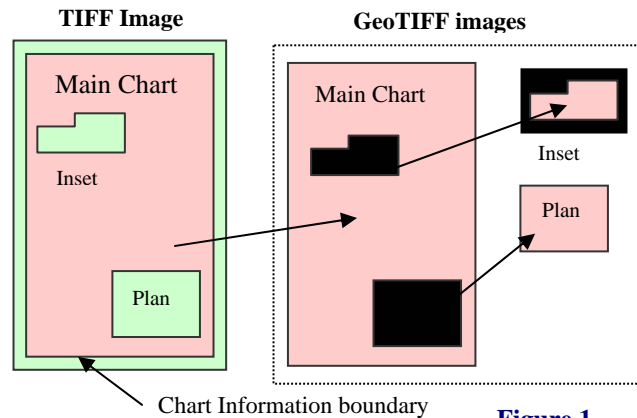 TIFF Image
GeoTIFF images
Main Chart
Inset
Plan
Main Chart
Inset
Plan
Chart Information boundary
Figure 1